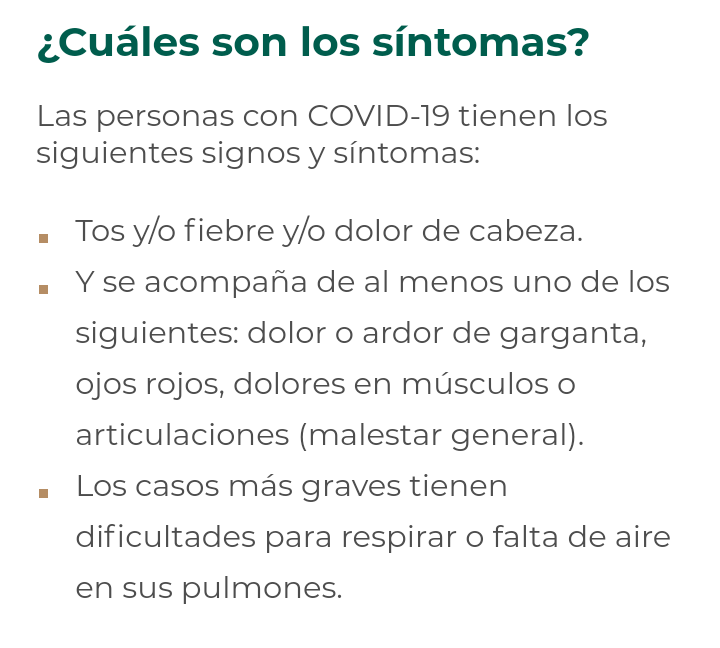 ¿Cuáles son los síntomas?
Las personas con COVID-19 tienen los
siguientes signos y síntomas:
Tos y/o fiebre y/o dolor de cabeza.
Y se acompaña de al menos uno de los
siguientes: dolor o ardor de garganta,
ojos rojos, dolores en músculos o
articulaciones (malestar general).
Los casos más graves tienen
dificultades para respirar o falta de aire
en sus pulmones.